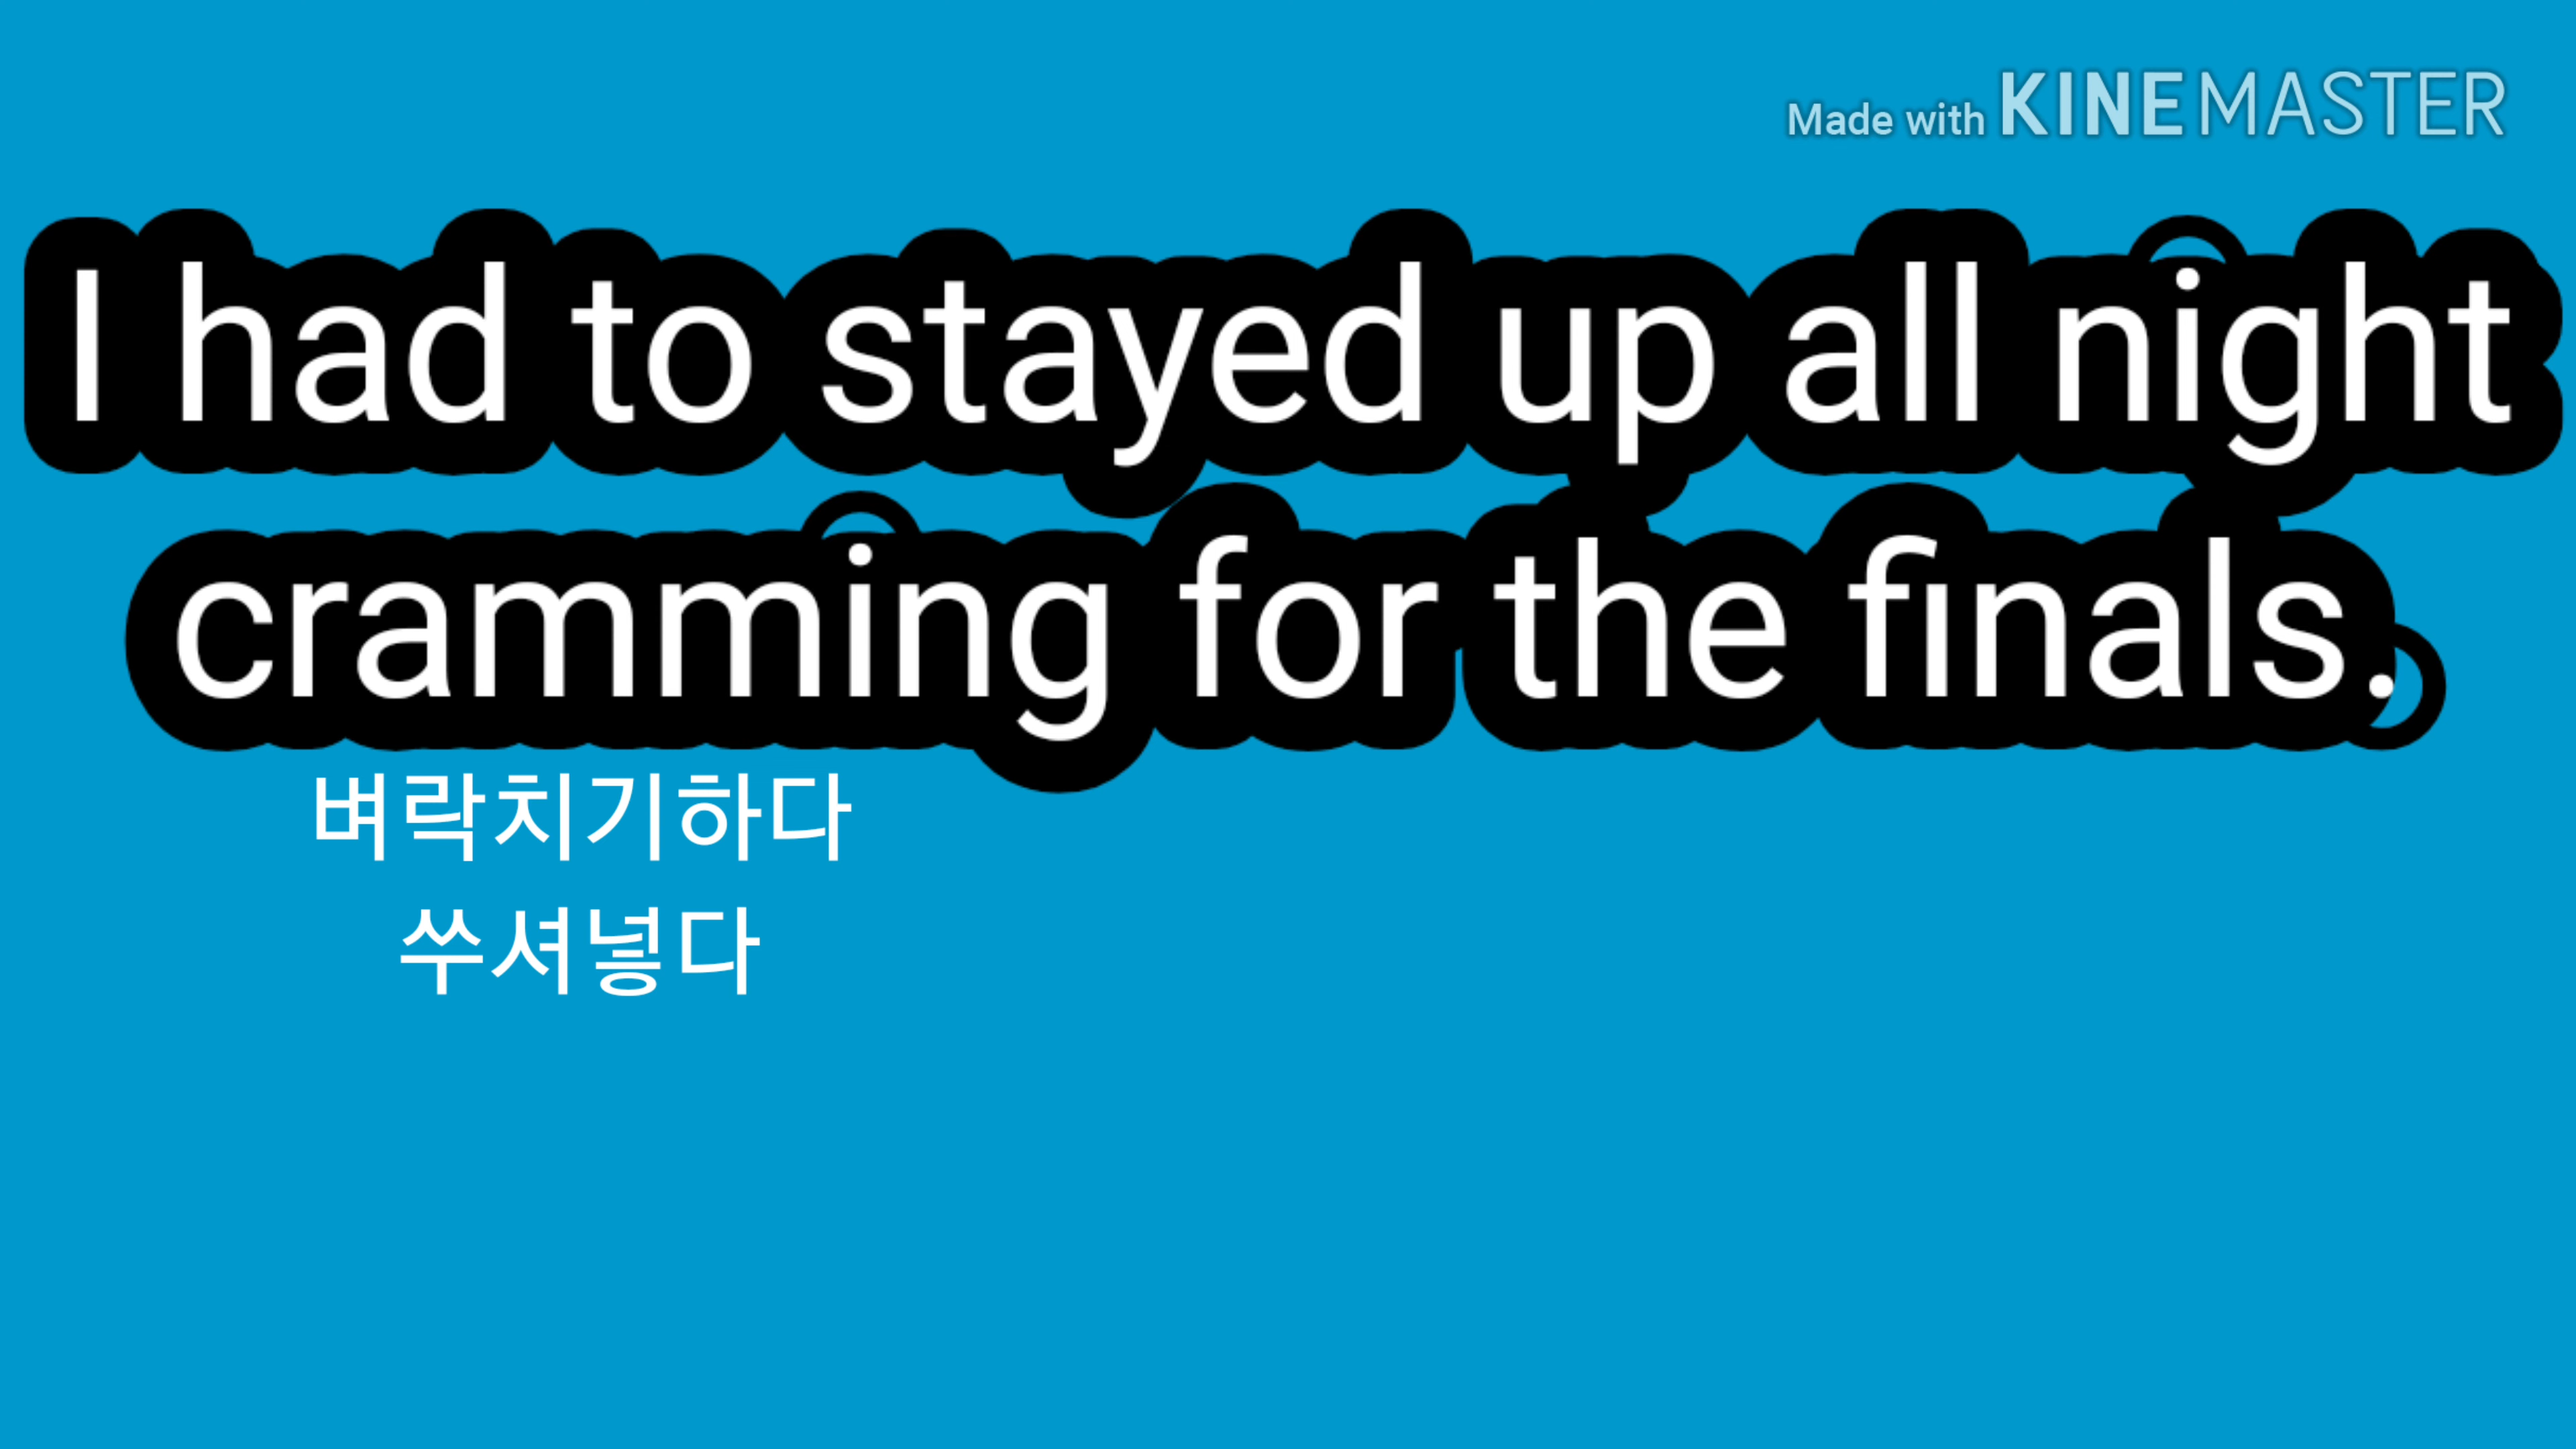 Made with KINEMASTER
I had to stayed up all night
cramming for the finals.
벼락치기하다
쑤셔넣다